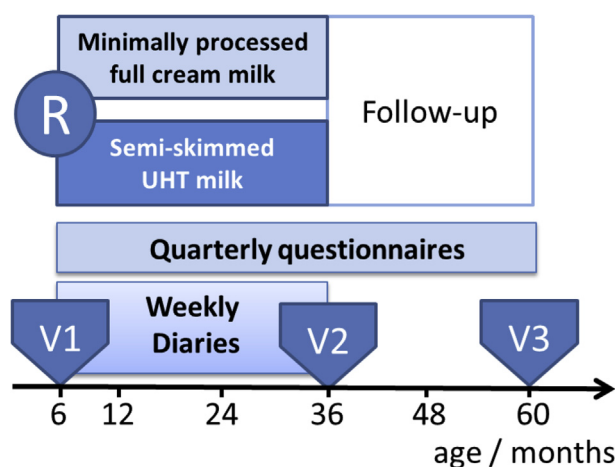 Minimally processed
full cream milk
R
Follow-up
Semi-skimmed
UHT milk
Quarterly questionnaires
Weekly
Diaries
V1
V2
V3
6 12 24 36 48 60
age / months